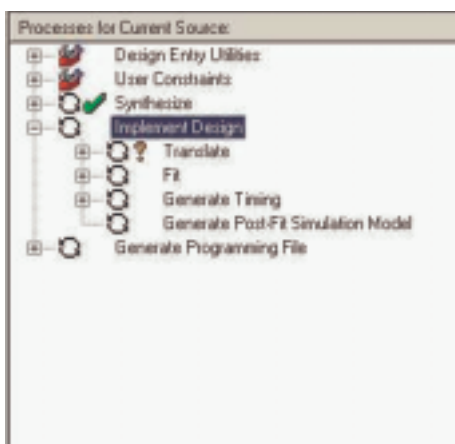 Processes for Current Source:
Design Entry Utilities
User Constraints
Synthesize
Implement Design
Translate
Fit
Generate Timing
Generate Post-Fit Simulation Model
Generate Programming File